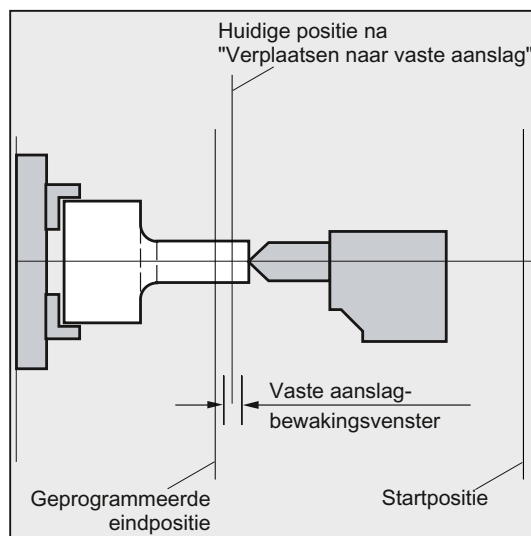 Huidige positie na
"Verplaatsen naar vaste aanslag"
Vaste aanslag-
bewakingsvenster
Geprogrammeerde
eindpositie
Startpositie